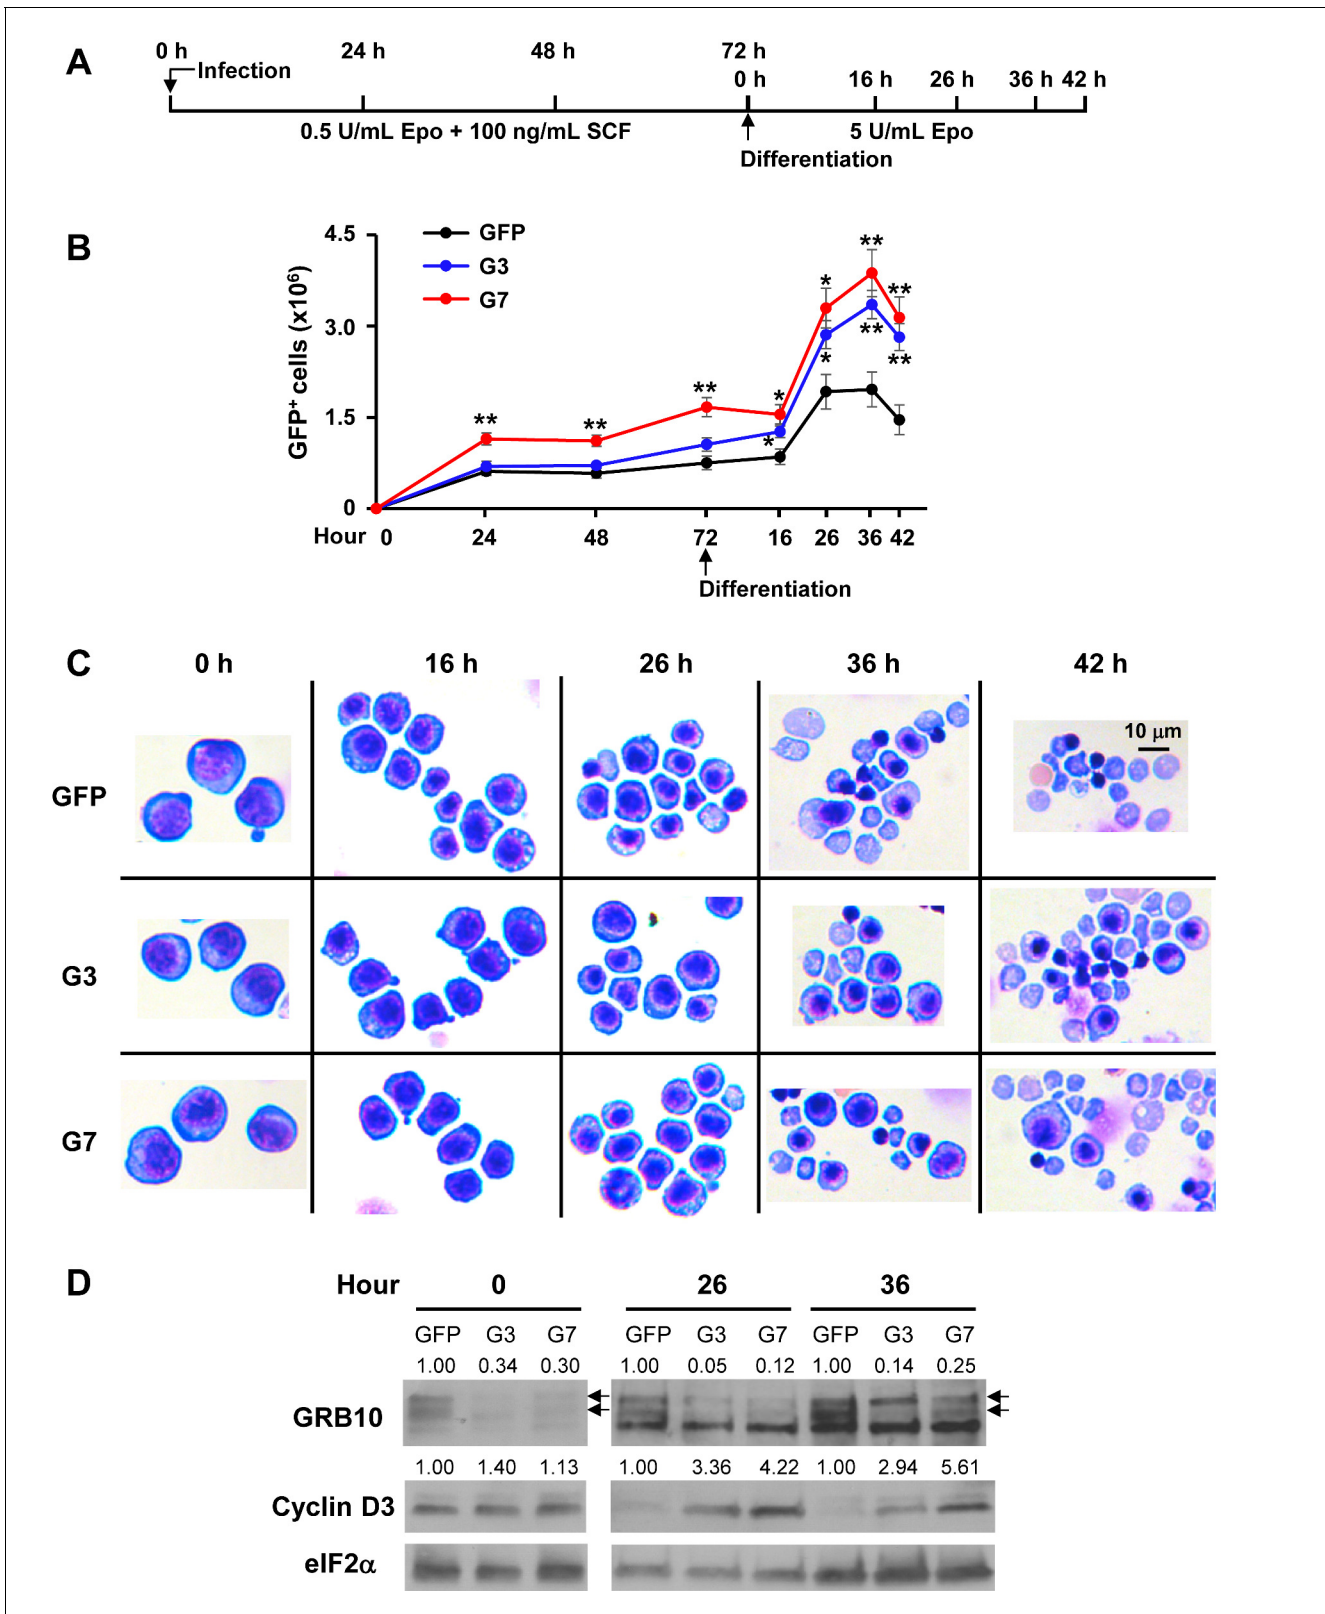 A
0 h 24 h 48 h 72 h
Infection
0 h 16 h 26 h 36 h 42 h
0.5 U/mL Epo + 100 ng/mL SCF 5 U/mL Epo
Differentiation
B
GFP⁺ cells (x10⁶)
4.5
3.0
1.5
0
GFP
G3
G7
** ** ** * * ** **
* * ** **
Hour 0 24 48 72 16 26 36 42
Differentiation
C
0 h 16 h 26 h 36 h 42 h
10 μm
GFP
G3
G7
D
Hour 0 26 36
GFP G3 G7 GFP G3 G7 GFP G3 G7
1.00 0.34 0.30 1.00 0.05 0.12 1.00 0.14 0.25
GRB10
1.00 1.40 1.13 1.00 3.36 4.22 1.00 2.94 5.61
Cyclin D3
eIF2α